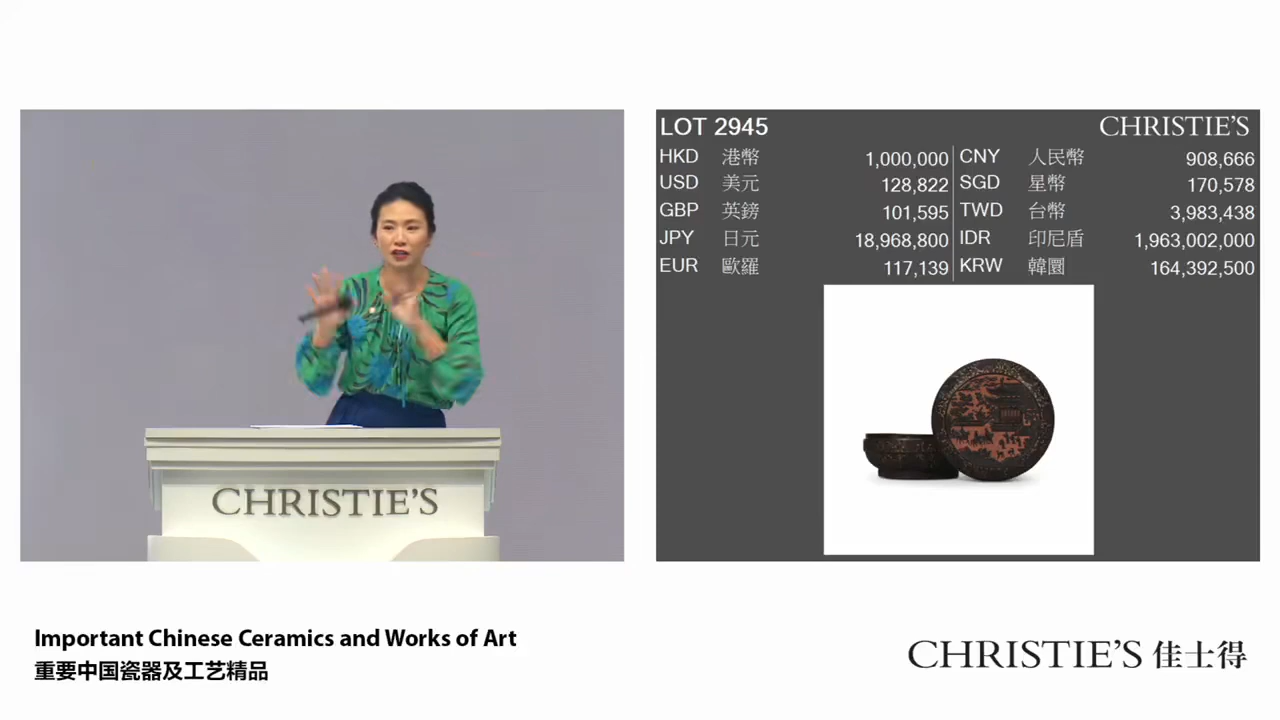 LOT 2945
CHRISTIE'S
HKD 港幣 1,000,000 CNY 人民幣 908,666
USD 美元 128,822 SGD 星幣 170,578
GBP 英鎊 101,595 TWD 台幣 3,983,438
JPY 日元 18,968,800 IDR 印尼盾 1,963,002,000
EUR 歐羅 117,139 KRW 韓圜 164,392,500
CHRISTIE'S
Important Chinese Ceramics and Works of Art
重要中国瓷器及工艺精品
CHRISTIE'S 佳士得